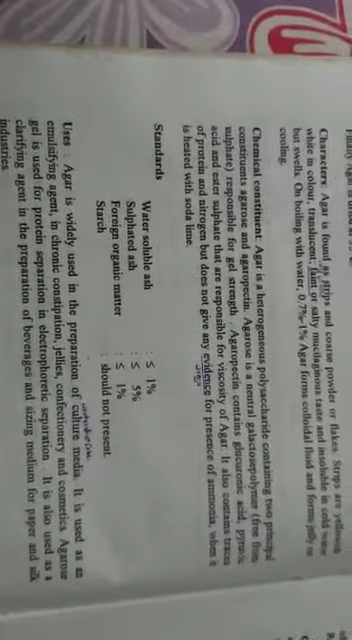 Characters: Agar is found as strips and coarse powder or flakes. Strips are yellowish
white in colour, translucent; faint or salty mucilaginous taste and insoluble in cold water
but swells. On boiling with water, 0.7%-1% Agar forms colloidal fluid and forms jelly on
cooling.
Chemical constituent: Agar is a heterogeneous polysaccharide containing two principal
constituents agarose and agaropectin. Agarose is a neutral galactosepolymer (free from
sulphate) responsible for gel strength . Agaropectin contains glucuronic acid, pyruvic
acid and ester sulphate that are responsible for viscosity of Agar. It also contains traces
of protein and nitrogen but does not give any evidence for presence of ammonia, when it
is heated with soda lime.
Standards
Water soluble ash : ≤ 1%
Sulphated ash : ≤ 5%
Foreign organic matter : ≤ 1%
Starch : should not present.
Uses : Agar is widely used in the preparation of culture media. It is used as an
emulsifying agent, in chronic constipation, jellies, confectionery and cosmetics. Agarose
gel is used for protein separation in electrophoretic separation . It is also used as a
clarifying agent in the preparation of beverages and sizing medium for paper and silk
industries.